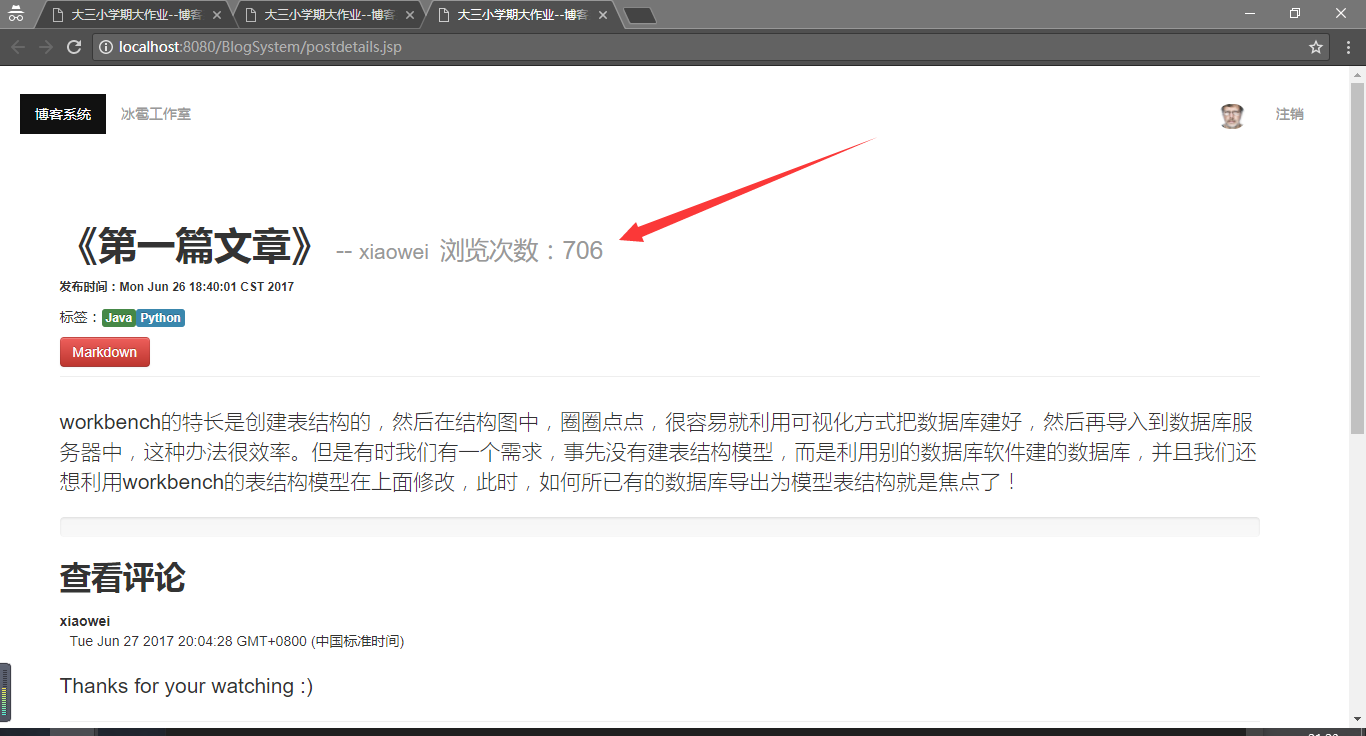 大三小学期大作业--博客 大三小学期大作业--博客 大三小学期大作业--博客
localhost:8080/BlogSystem/postdetails.jsp
博客系统 冰雹工作室 注销
《第一篇文章》 -- xiaowei 浏览次数：706
发布时间：Mon Jun 26 18:40:01 CST 2017
标签：Java Python
Markdown
workbench的特长是创建表结构的，然后在结构图中，圈圈点点，很容易就利用可视化方式把数据库建好，然后再导入到数据库服
务器中，这种办法很效率。但是有时我们有一个需求，事先没有建表结构模型，而是利用别的数据库软件建的数据库，并且我们还
想利用workbench的表结构模型在上面修改，此时，如何所已有的数据库导出为模型表结构就是焦点了！
查看评论
xiaowei
Tue Jun 27 2017 20:04:28 GMT+0800 (中国标准时间)
Thanks for your watching :)